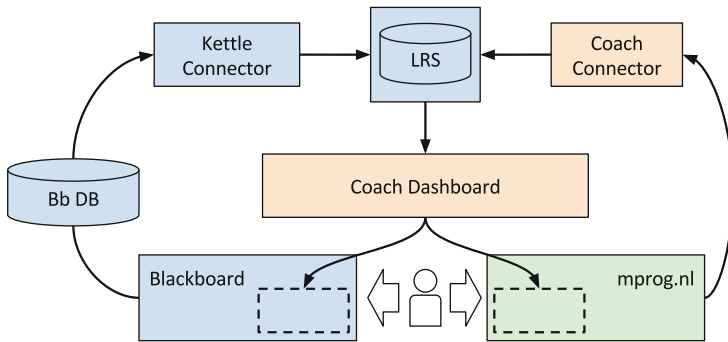 Kettle
Connector
LRS
Coach
Connector
Bb DB
Coach Dashboard
Blackboard
mprog.nl